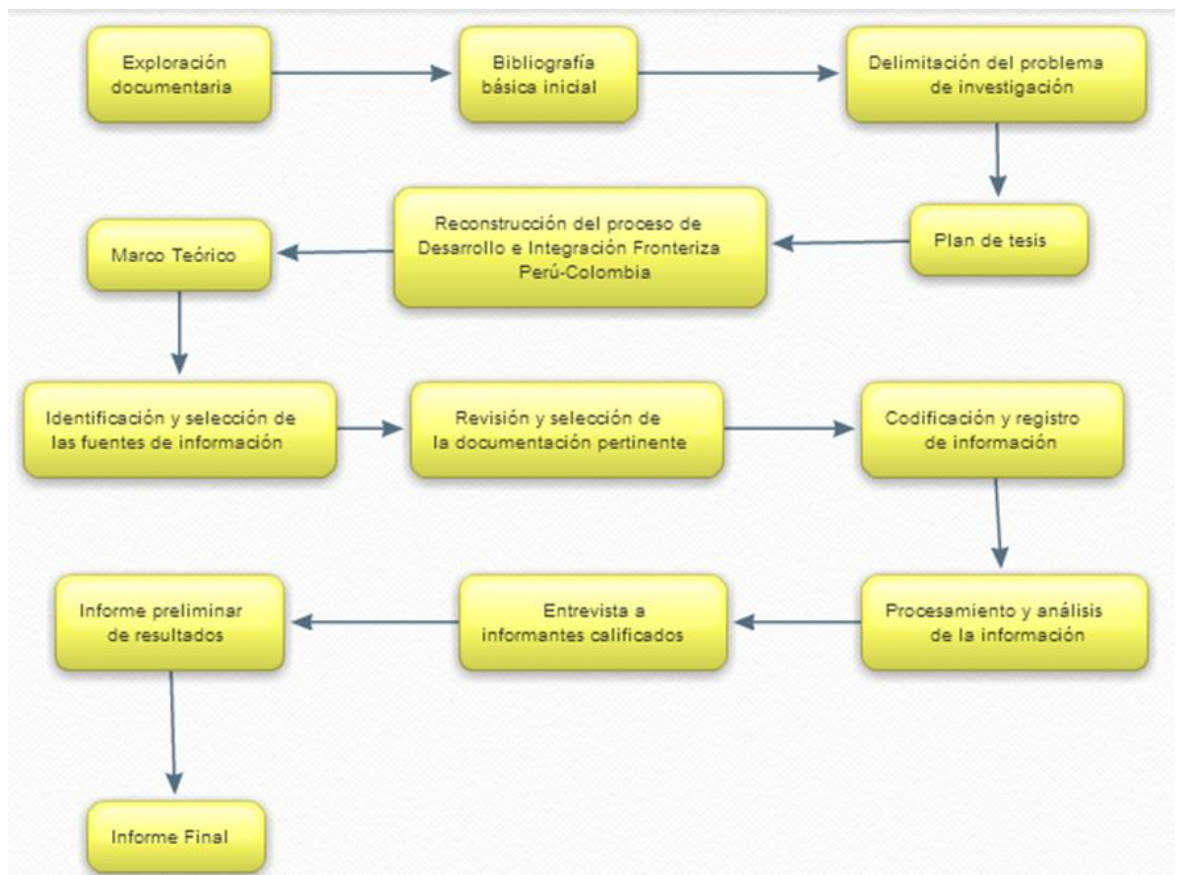 Exploración
documentaria
Bibliografía
básica inicial
Delimitación del problema
de investigación
Plan de tesis
Reconstrucción del proceso de
Desarrollo e Integración Fronteriza
Perú-Colombia
Marco Teórico
Identificación y selección de
las fuentes de información
Revisión y selección de
la documentación pertinente
Codificación y registro
de información
Procesamiento y análisis
de la información
Entrevista a
informantes calificados
Informe preliminar
de resultados
Informe Final